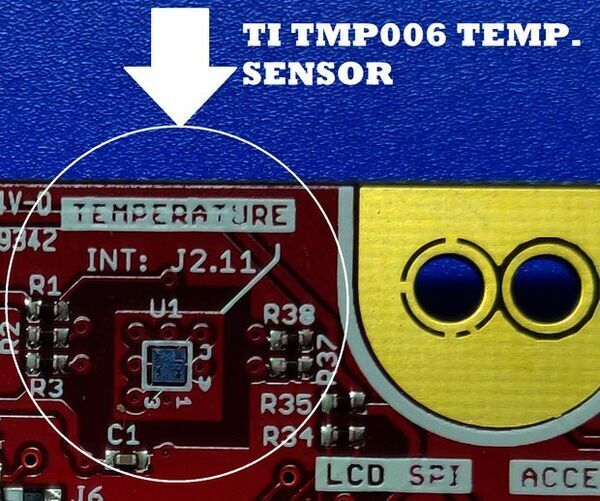 TI TMP006 TEMP.
SENSOR
4V-0
TEMPERATURE
9342
INT: J2.11
R1
U1
R38
R2
R37
R3
3 1
R35
C1
R34
LCD SPI
ACCE
J6